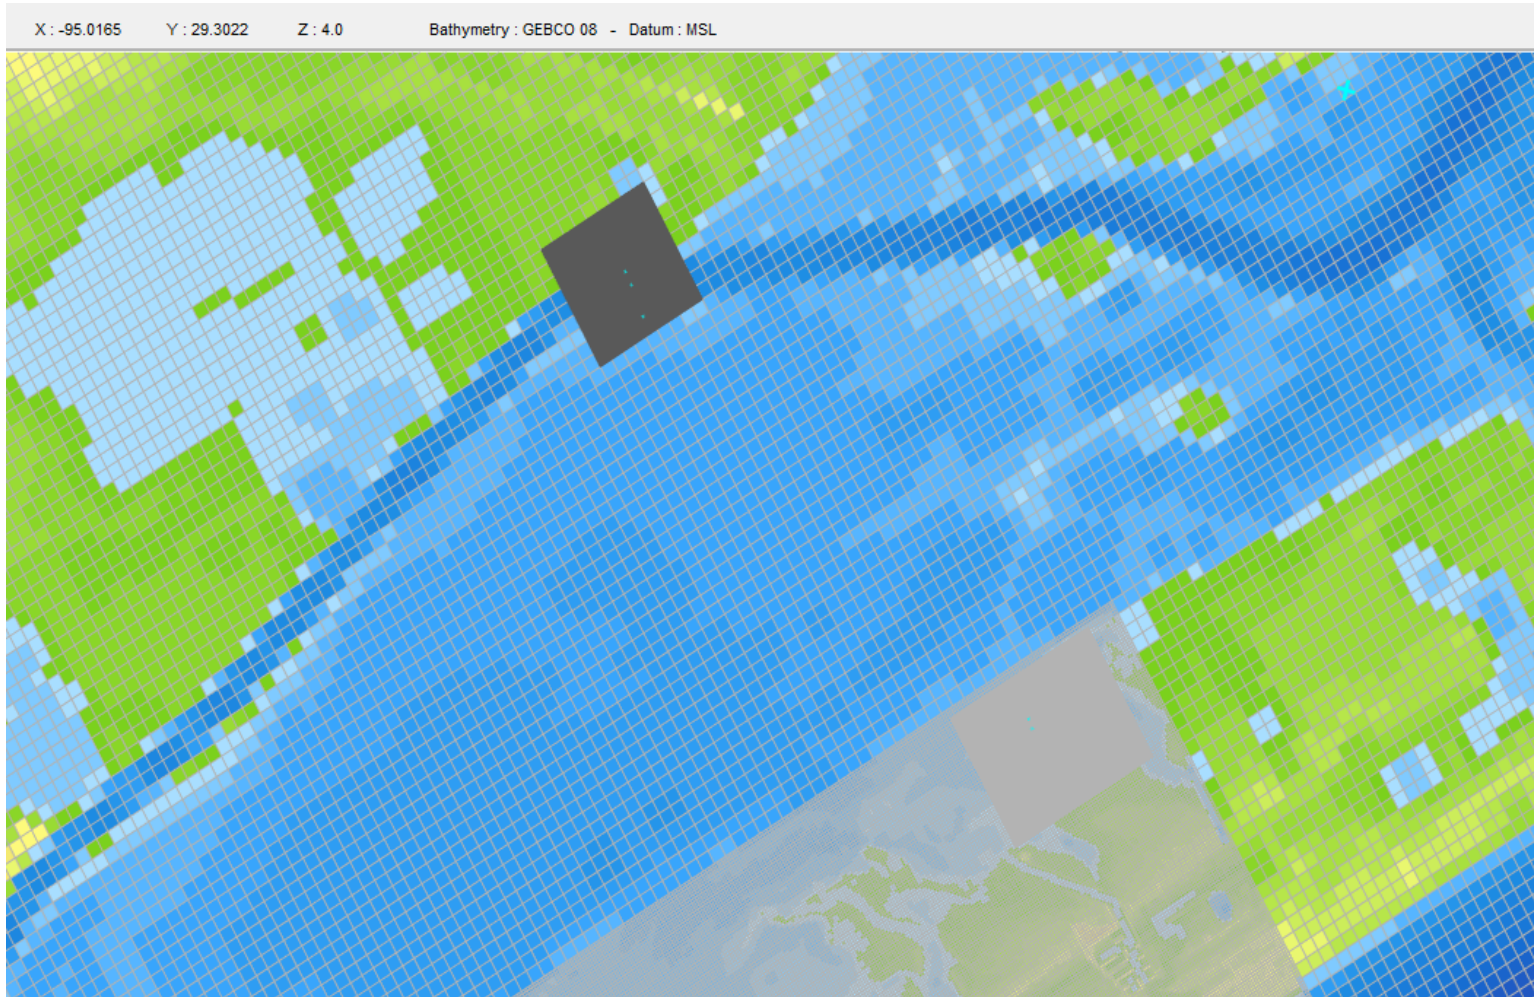 X : -95.0165 Y : 29.3022 Z : 4.0 Bathymetry : GEBCO 08 - Datum : MSL